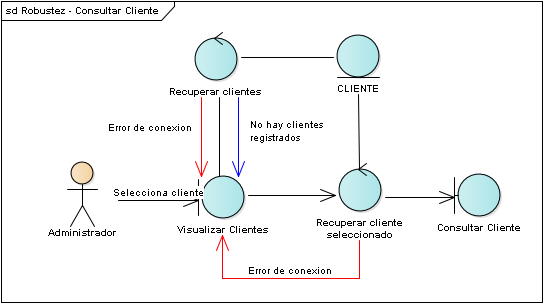 sd Robustez - Consultar Cliente
Recuperar clientes
CLIENTE
Error de conexion
No hay clientes
registrados
Selecciona cliente
Administrador
Visualizar Clientes
Recuperar cliente
seleccionado
Consultar Cliente
Error de conexion